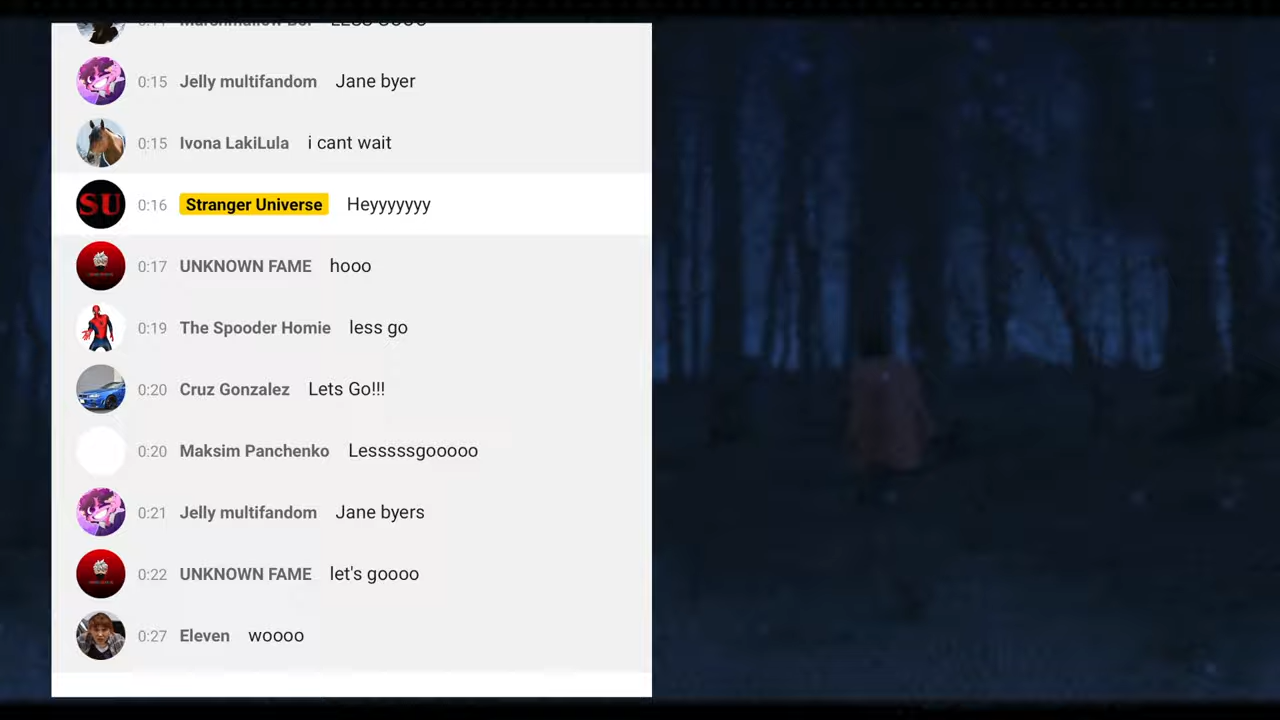 0:15 Jelly multifandom Jane byer
0:15 Ivona LakiLula i cant wait
SU 0:16 Stranger Universe Heyyyyyyy
0:17 UNKNOWN FAME hooo
0:19 The Spooder Homie less go
0:20 Cruz Gonzalez Lets Go!!!
0:20 Maksim Panchenko Lesssssgooooo
0:21 Jelly multifandom Jane byers
0:22 UNKNOWN FAME let's goooo
0:27 Eleven woooo